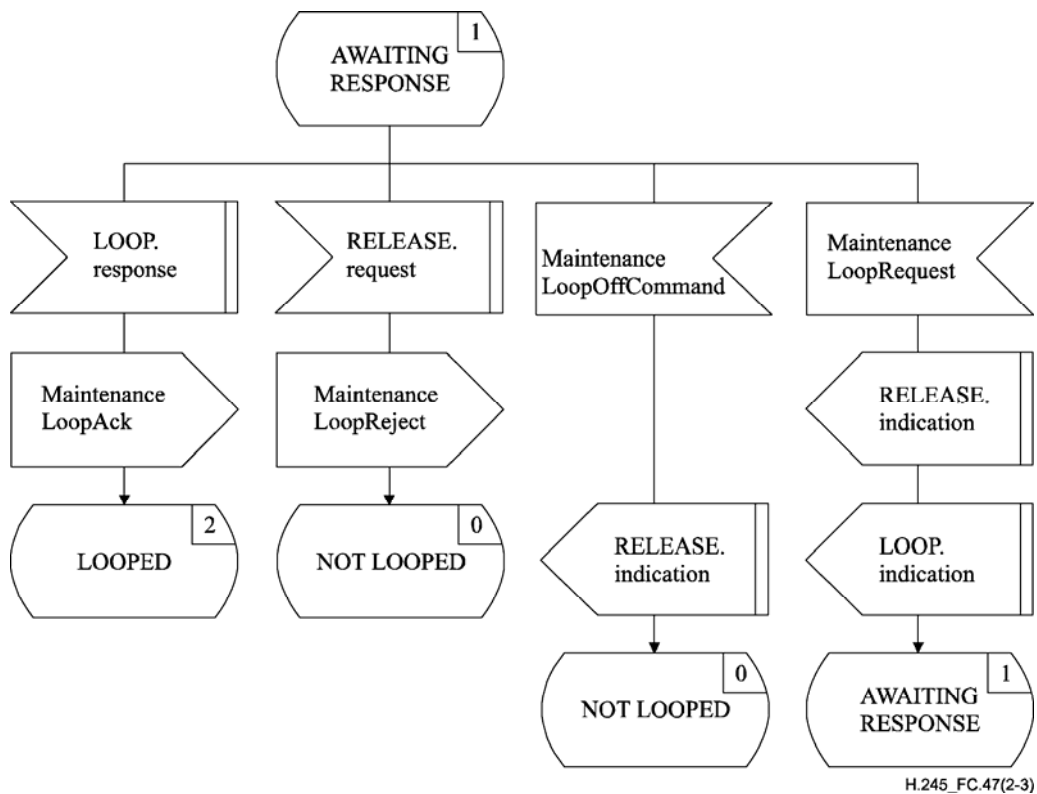 1
AWAITING
RESPONSE
LOOP.
response
RELEASE.
request
Maintenance
LoopOffCommand
Maintenance
LoopRequest
Maintenance
LoopAck
Maintenance
LoopReject
RELEASE.
indication
2
LOOPED
0
NOT LOOPED
RELEASE.
indication
LOOP.
indication
0
NOT LOOPED
1
AWAITING
RESPONSE
H.245_FC.47(2-3)